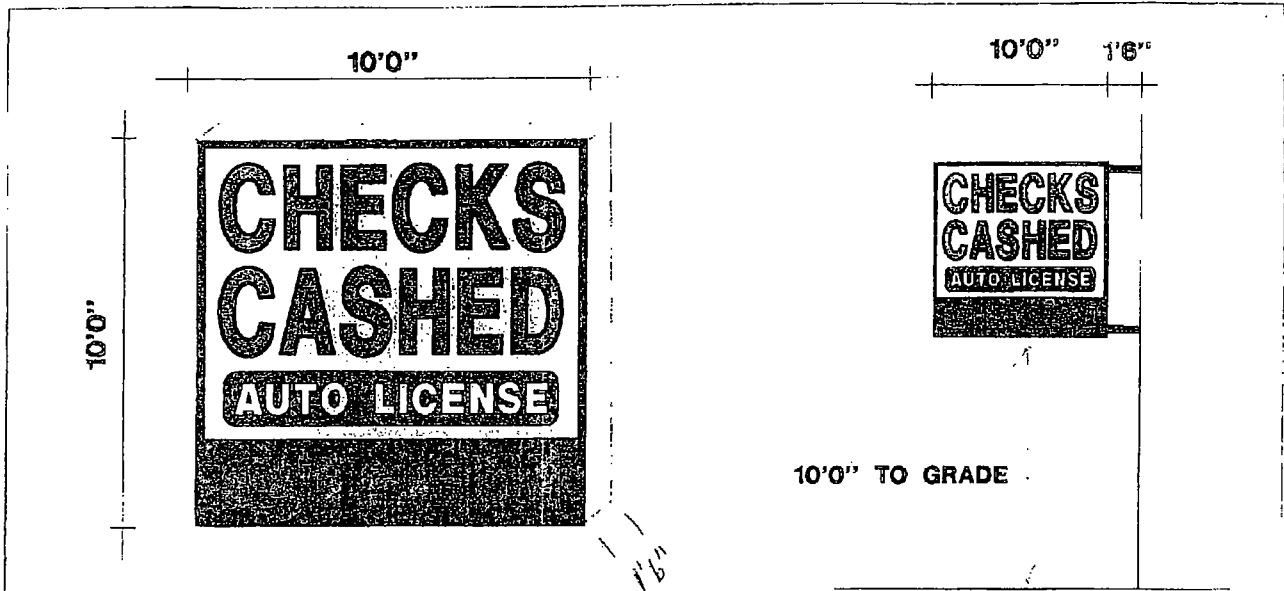 10'0"
10'0"
CHECKS
CASHED
AUTO LICENSE
1'6"
10'0" 1'6"
CHECKS
CASHED
AUTO LICENSE
10'0" TO GRADE